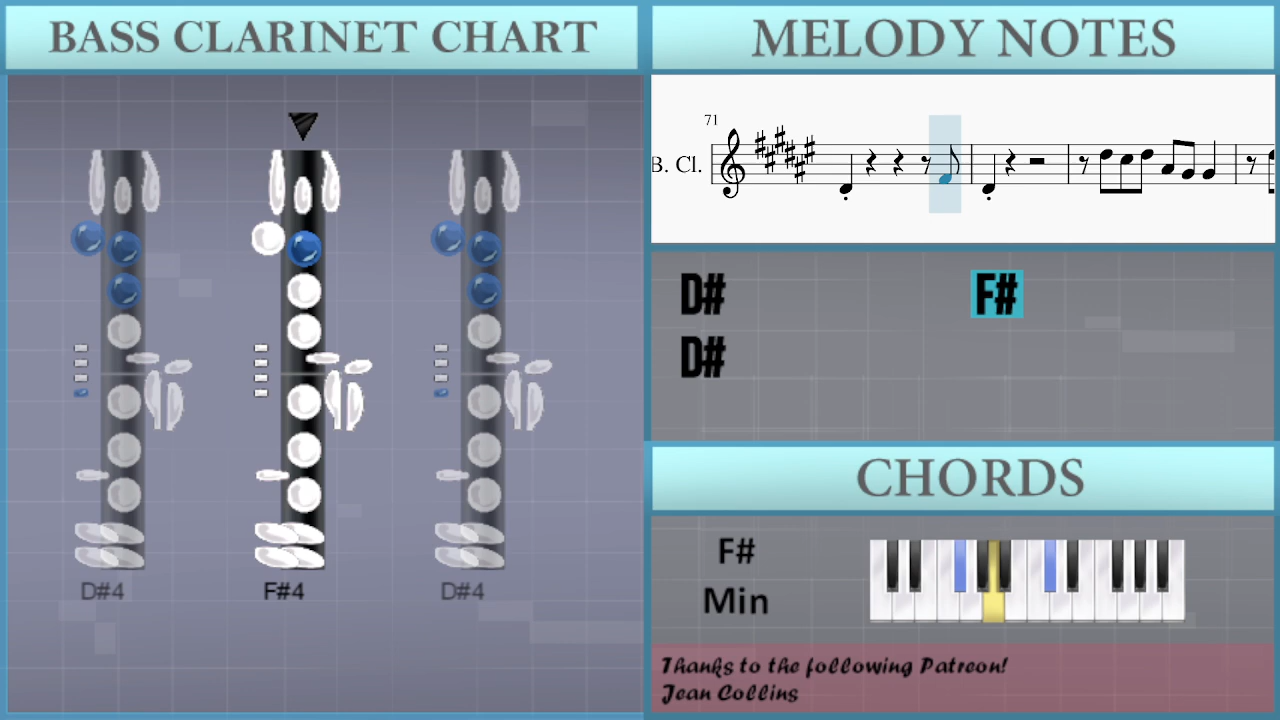 BASS CLARINET CHART
D#4
F#4
D#4
MELODY NOTES
71
B. Cl.
D#
F#
D#
CHORDS
F#
Min
Thanks to the following Patreon!
Jean Collins